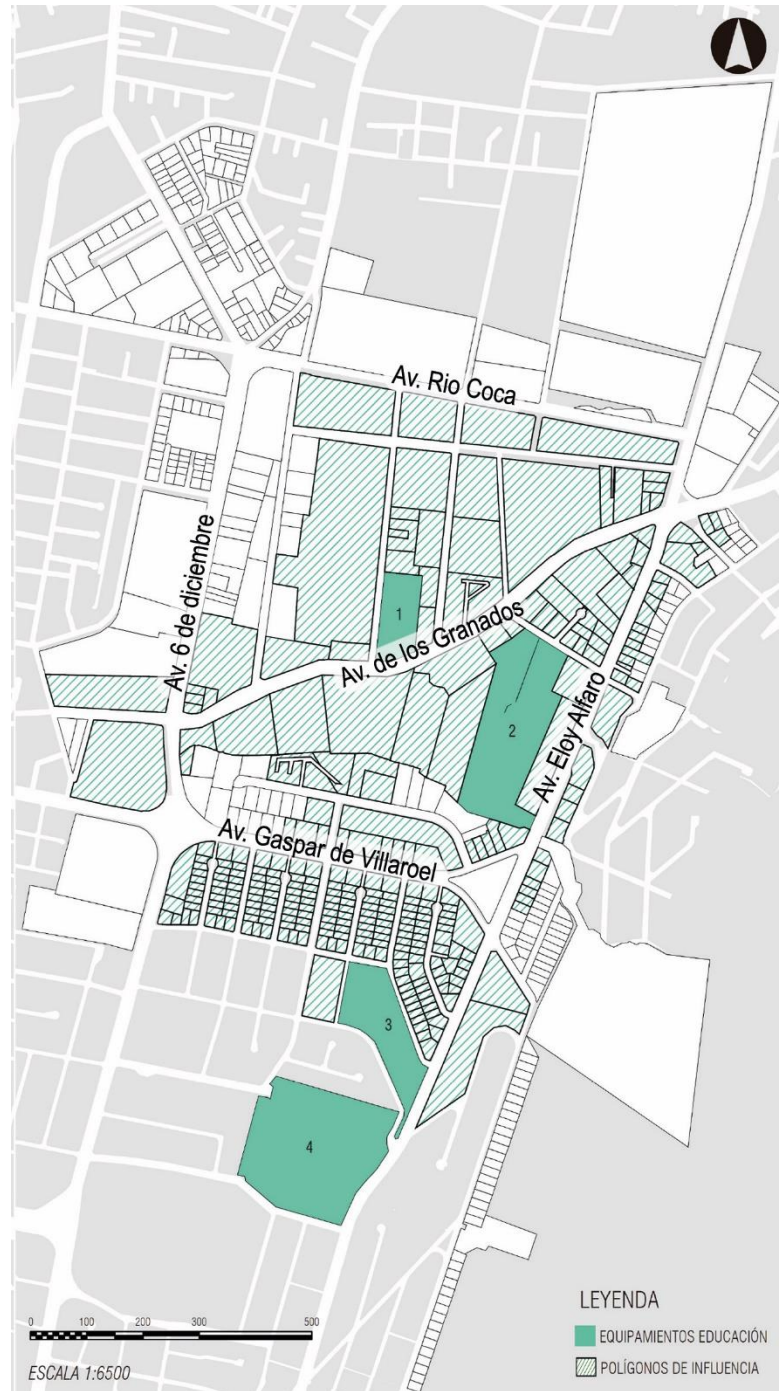 Av. Rio Coca
Av. 6 de diciembre
1
Av. de los Granados
2
Av. Eloy Alfaro
Av. Gaspar de Villaroel
3
4
0 100 200 300 500
ESCALA 1:6500
LEYENDA
EQUIPAMIENTOS EDUCACIÓN
POLÍGONOS DE INFLUENCIA